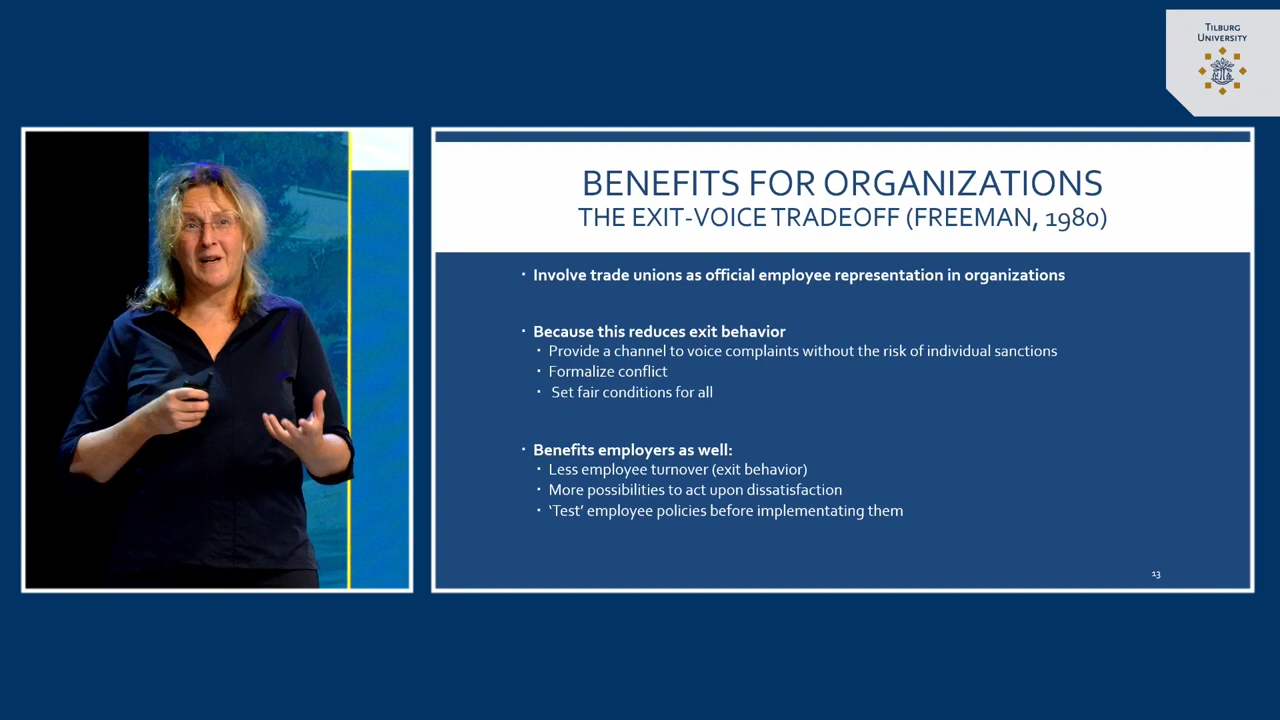 TILBURG
UNIVERSITY
BENEFITS FOR ORGANIZATIONS
THE EXIT-VOICE TRADEOFF (FREEMAN, 1980)
· Involve trade unions as official employee representation in organizations
· Because this reduces exit behavior
· Provide a channel to voice complaints without the risk of individual sanctions
· Formalize conflict
· Set fair conditions for all
· Benefits employers as well:
· Less employee turnover (exit behavior)
· More possibilities to act upon dissatisfaction
· ‘Test’ employee policies before implementating them
13